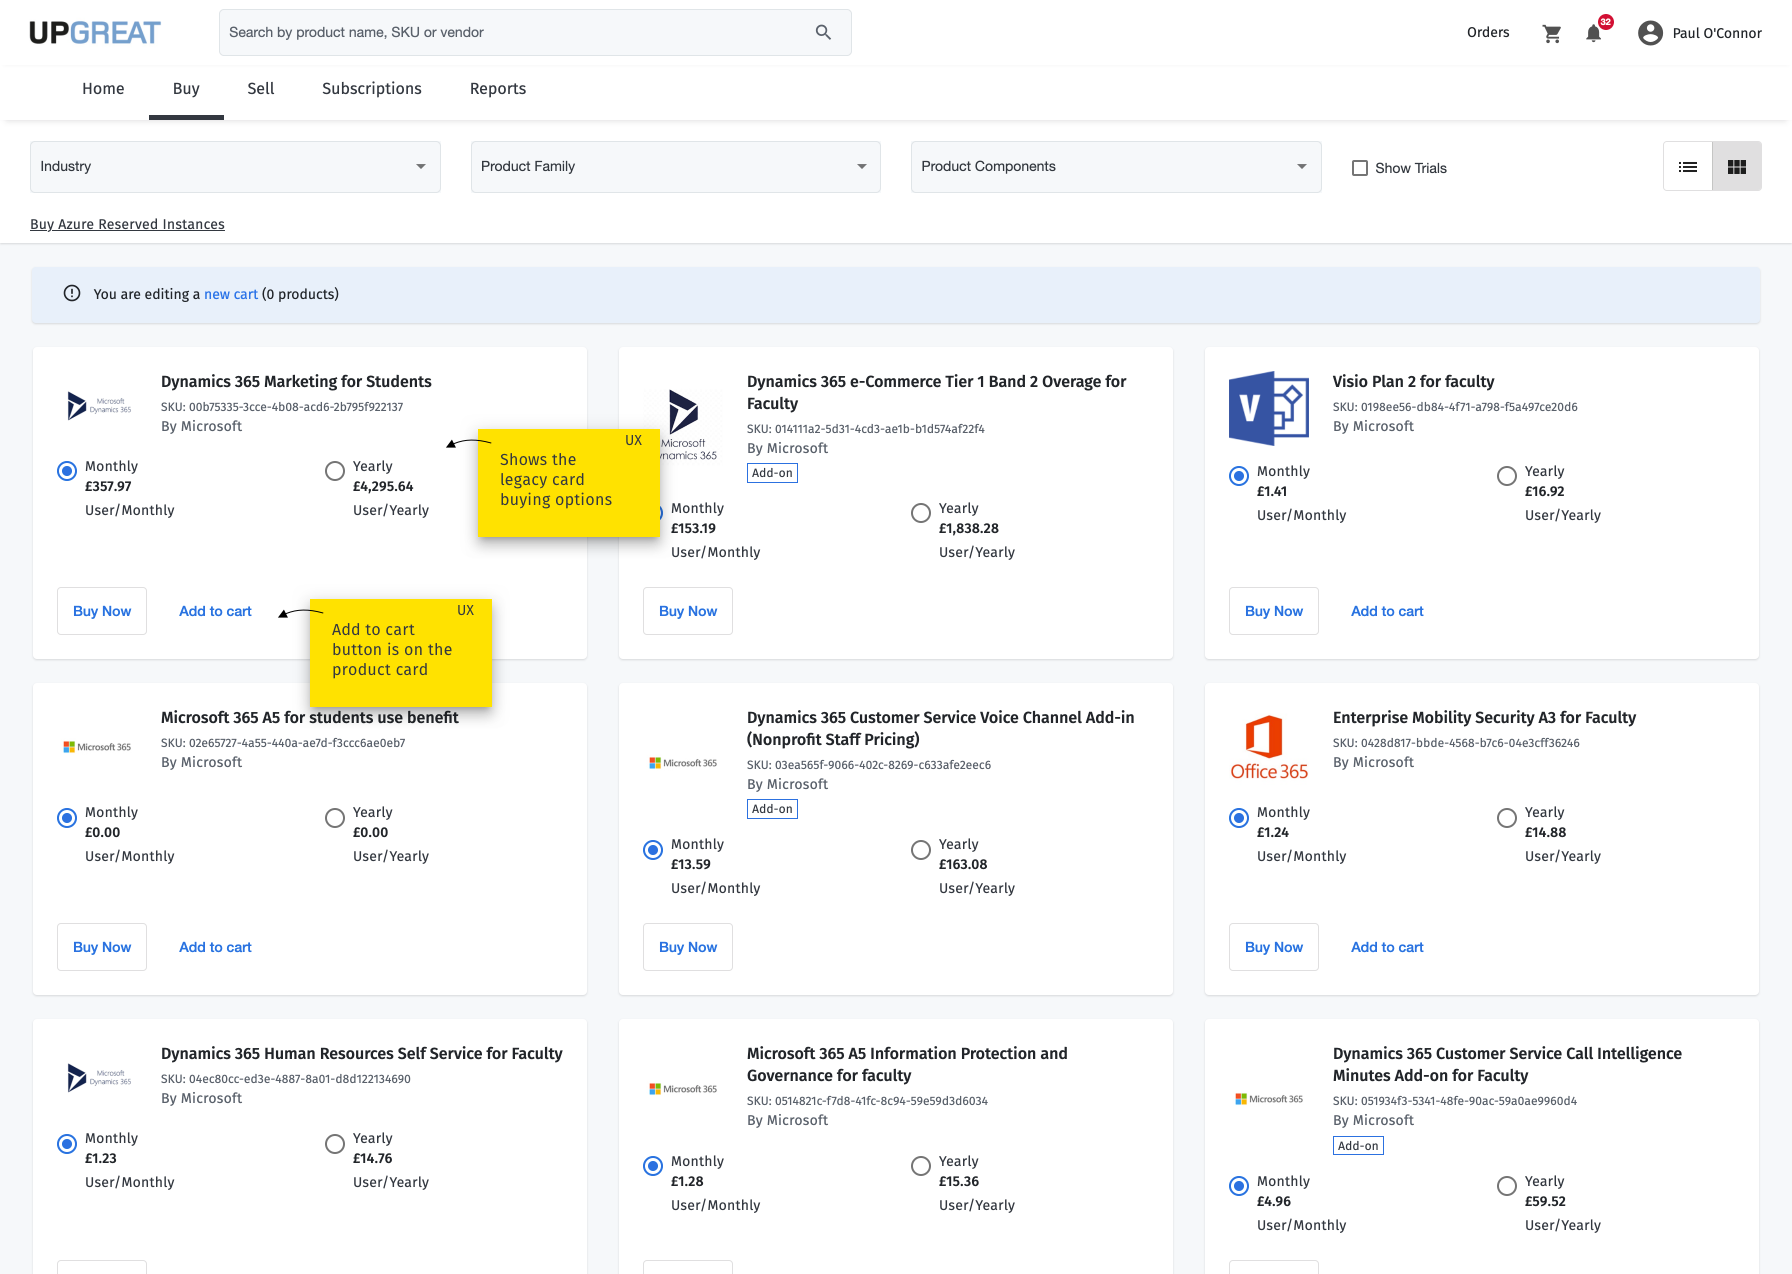 UPGREAT
Search by product name, SKU or vendor
Orders
32
Paul O'Connor
Home
Buy
Sell
Subscriptions
Reports
Industry
Product Family
Product Components
Show Trials
Buy Azure Reserved Instances
You are editing a new cart (0 products)
Microsoft
Dynamics 365
Dynamics 365 Marketing for Students
SKU: 00b75335-3cce-4b08-acd6-2b795f922137
By Microsoft
Monthly
£357.97
User/Monthly
Yearly
£4,295.64
User/Yearly
Buy Now
Add to cart
UX
Shows the
legacy card
buying options
UX
Add to cart
button is on the
product card
Microsoft
ynamics 365
Dynamics 365 e-Commerce Tier 1 Band 2 Overage for
Faculty
SKU: 014111a2-5d31-4cd3-ae1b-b1d574af22f4
By Microsoft
Add-on
Monthly
£153.19
User/Monthly
Yearly
£1,838.28
User/Yearly
Buy Now
V
Visio Plan 2 for faculty
SKU: 0198ee56-db84-4f71-a798-f5a497ce20d6
By Microsoft
Monthly
£1.41
User/Monthly
Yearly
£16.92
User/Yearly
Buy Now
Add to cart
Microsoft 365
Microsoft 365 A5 for students use benefit
SKU: 02e65727-4a55-440a-ae7d-f3ccc6ae0eb7
By Microsoft
Monthly
£0.00
User/Monthly
Yearly
£0.00
User/Yearly
Buy Now
Add to cart
Microsoft 365
Dynamics 365 Customer Service Voice Channel Add-in
(Nonprofit Staff Pricing)
SKU: 03ea565f-9066-402c-8269-c633afe2eec6
By Microsoft
Add-on
Monthly
£13.59
User/Monthly
Yearly
£163.08
User/Yearly
Buy Now
Office 365
Enterprise Mobility Security A3 for Faculty
SKU: 0428d817-bbde-4568-b7c6-04e3cff36246
By Microsoft
Monthly
£1.24
User/Monthly
Yearly
£14.88
User/Yearly
Buy Now
Add to cart
Microsoft
Dynamics 365
Dynamics 365 Human Resources Self Service for Faculty
SKU: 04ec80cc-ed3e-4887-8a01-d8d122134690
By Microsoft
Monthly
£1.23
User/Monthly
Yearly
£14.76
User/Yearly
Microsoft 365
Microsoft 365 A5 Information Protection and
Governance for faculty
SKU: 0514821c-f7d8-41fc-8c94-59e59d3d6034
By Microsoft
Monthly
£1.28
User/Monthly
Yearly
£15.36
User/Yearly
Microsoft 365
Dynamics 365 Customer Service Call Intelligence
Minutes Add-on for Faculty
SKU: 051934f3-5341-48fe-90ac-59a0ae9960d4
By Microsoft
Add-on
Monthly
£4.96
User/Monthly
Yearly
£59.52
User/Yearly